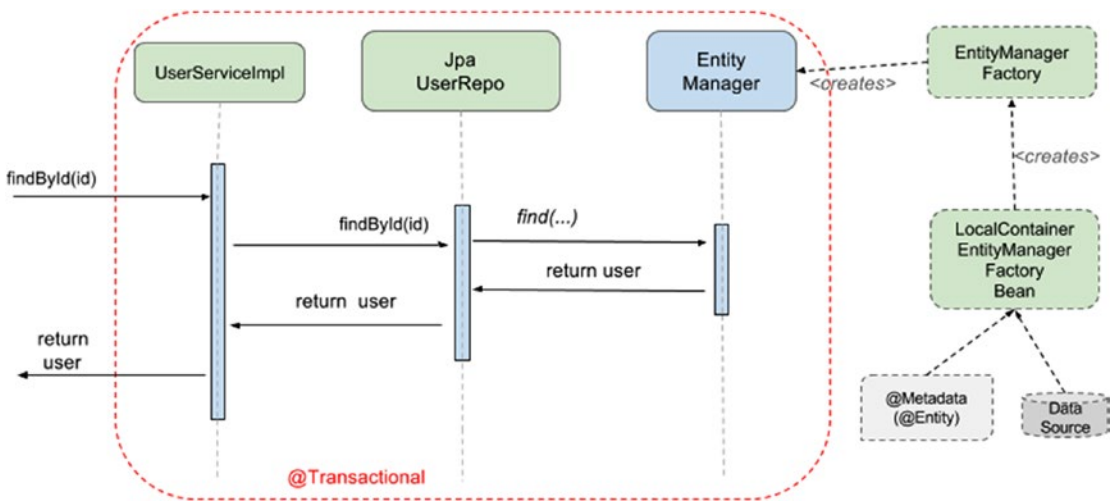 UserServiceImpl
Jpa
UserRepo
Entity
Manager
EntityManager
Factory
<creates>
<creates>
findById(id)
findById(id)
find(...)
return user
return  user
return
user
LocalContainer
EntityManager
Factory
Bean
@Metadata
(@Entity)
Data
Source
@Transactional